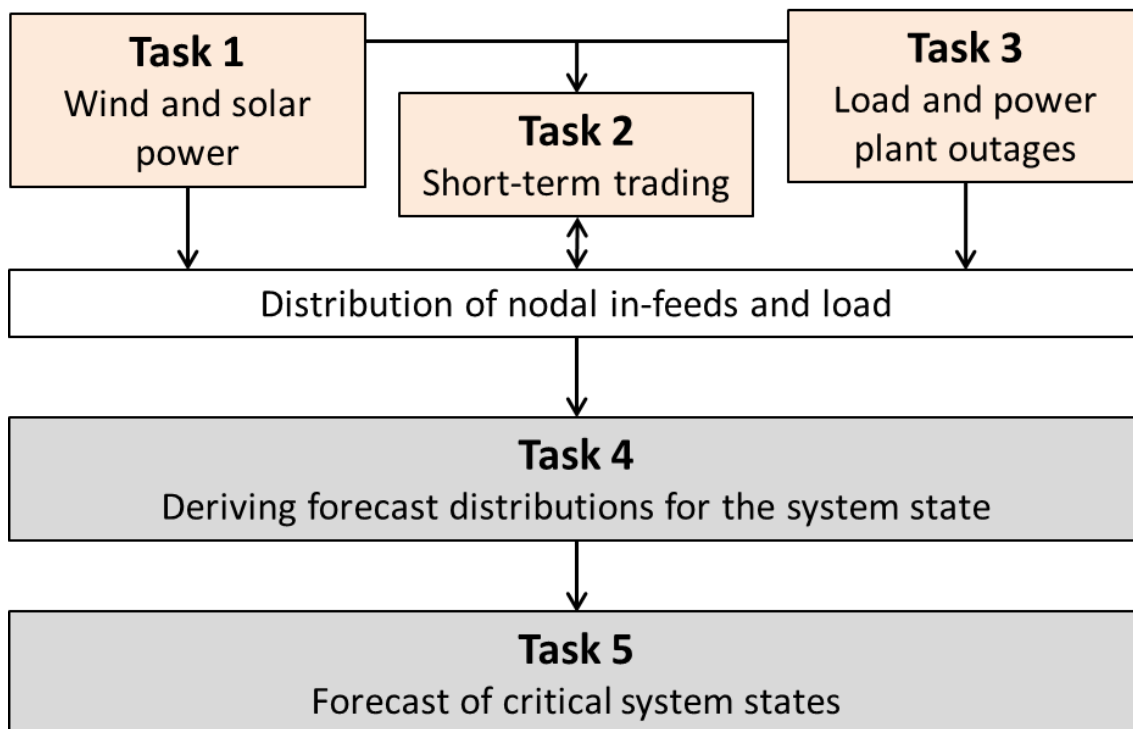 Task 1
Wind and solar
power
Task 2
Short-term trading
Task 3
Load and power
plant outages
Distribution of nodal in-feeds and load
Task 4
Deriving forecast distributions for the system state
Task 5
Forecast of critical system states